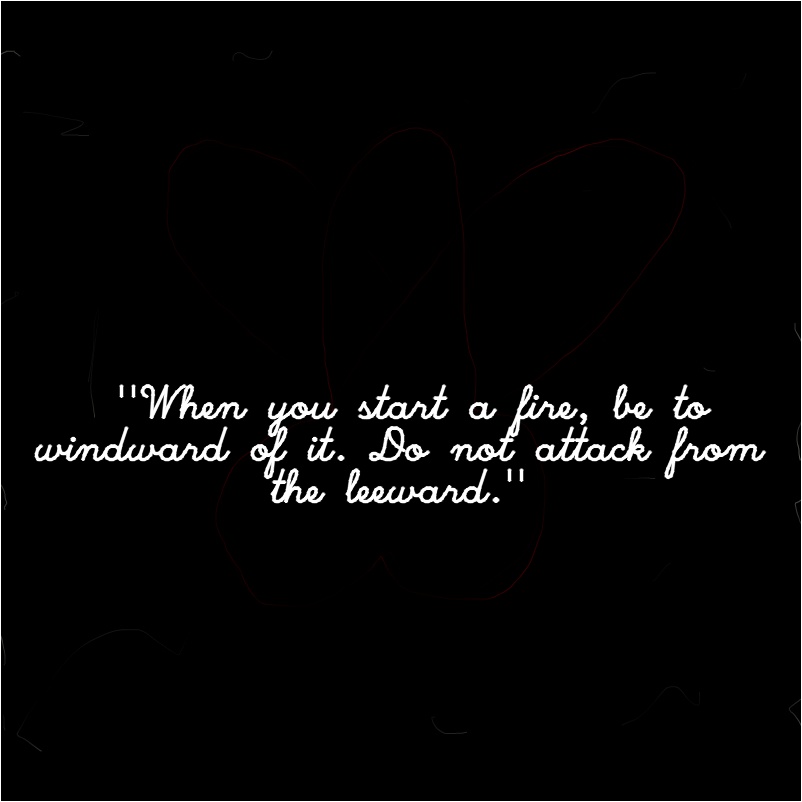 "When you start a fire, be to
windward of it. Do not attack from
the leeward."